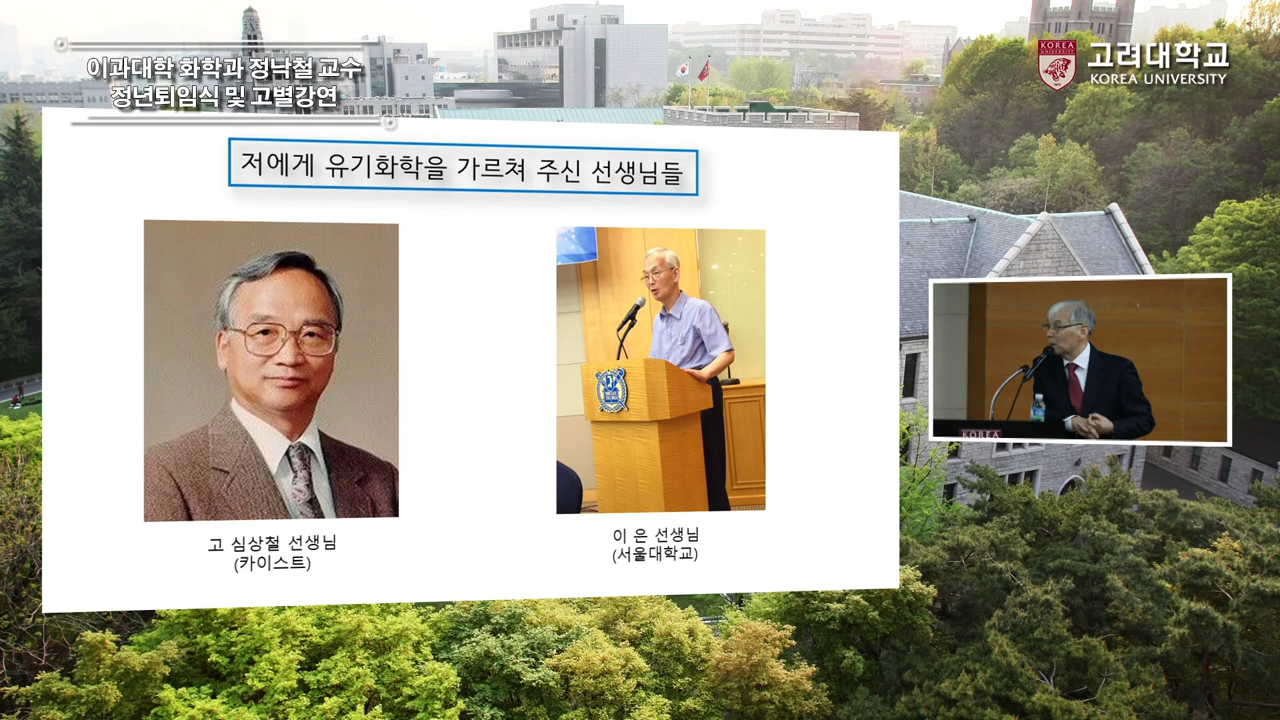 이과대학 화학과 정낙철 교수
정년퇴임식 및 고별강연
KOREA
고려대학교
KOREA UNIVERSITY
저에게 유기화학을 가르쳐 주신 선생님들
고 심상철 선생님
(카이스트)
이 은 선생님
(서울대학교)
KOREA